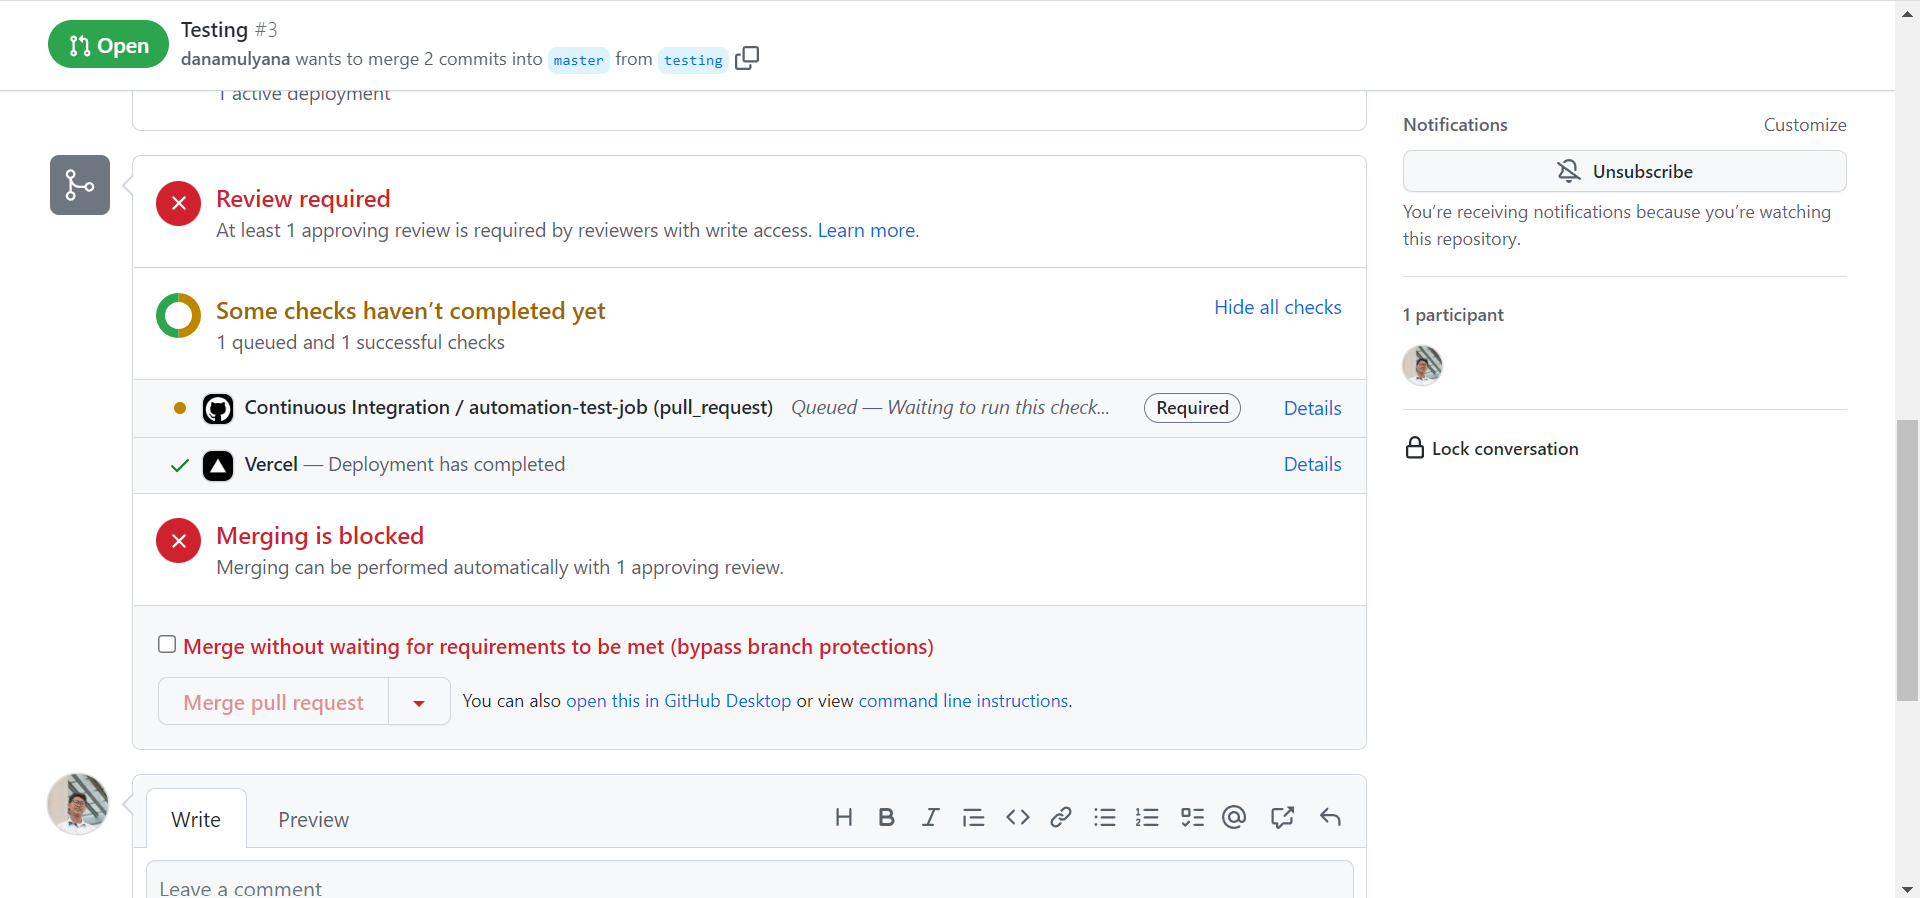 Open
Testing #3
danamulyana wants to merge 2 commits into master from testing
1 active deployment
Review required
At least 1 approving review is required by reviewers with write access. Learn more.
Some checks haven’t completed yet
Hide all checks
1 queued and 1 successful checks
Continuous Integration / automation-test-job (pull_request) Queued — Waiting to run this check... Required Details
Vercel — Deployment has completed Details
Merging is blocked
Merging can be performed automatically with 1 approving review.
Merge without waiting for requirements to be met (bypass branch protections)
Merge pull request You can also open this in GitHub Desktop or view command line instructions.
Write Preview
Leave a comment
Notifications Customize
Unsubscribe
You’re receiving notifications because you’re watching
this repository.
1 participant
Lock conversation